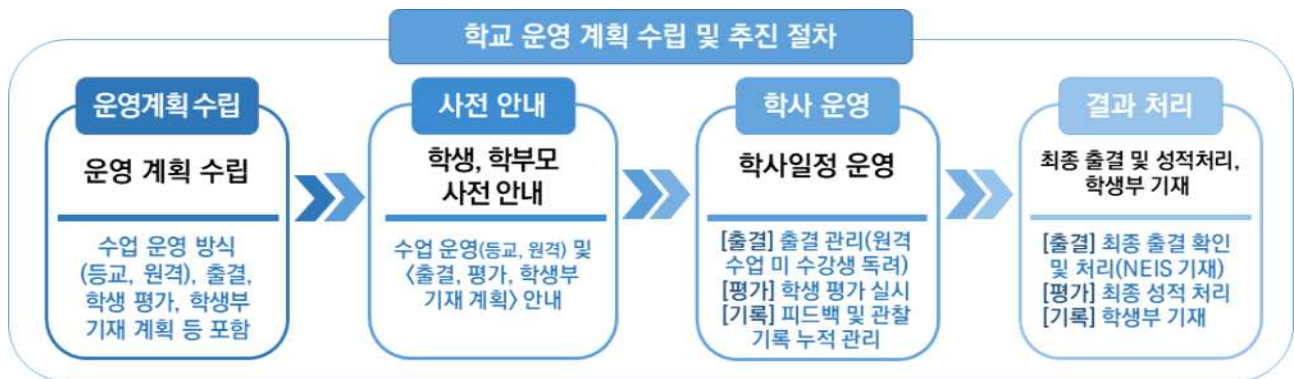 학교 운영 계획 수립 및 추진 절차
운영계획 수립
운영 계획 수립
수업 운영 방식
(등교, 원격), 출결,
학생 평가, 학생부
기재 계획 등 포함
사전 안내
학생, 학부모
사전 안내
수업 운영(등교, 원격) 및
〈출결, 평가, 학생부
기재 계획〉 안내
학사 운영
학사일정 운영
[출결] 출결 관리(원격
수업 미 수강생 독려)
[평가] 학생 평가 실시
[기록] 피드백 및 관찰
기록 누적 관리
결과 처리
최종 출결 및 성적처리,
학생부 기재
[출결] 최종 출결 확인
및 처리(NEIS 기재)
[평가] 최종 성적 처리
[기록] 학생부 기재